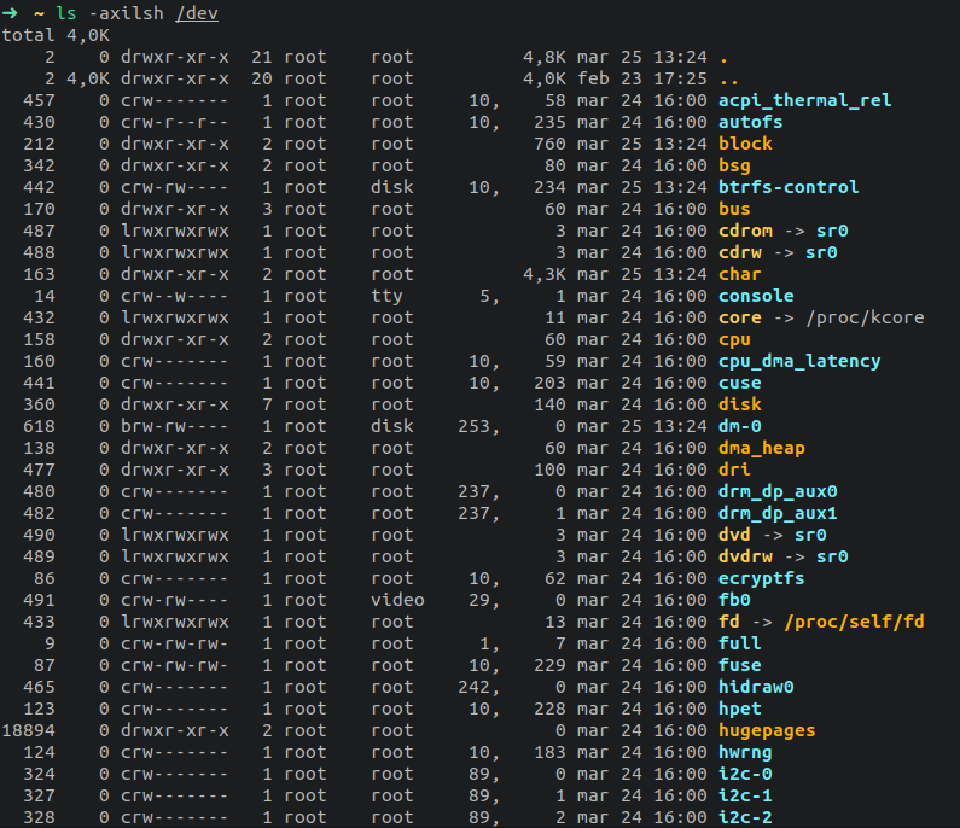 → ~ ls -axilsh /dev
total 4,0K
    2    0 drwxr-xr-x  21 root    root          4,8K mar 25 13:24 .
    2 4,0K drwxr-xr-x  20 root    root          4,0K feb 23 17:25 ..
  457    0 crw-------   1 root    root     10,    58 mar 24 16:00 acpi_thermal_rel
  430    0 crw-r--r--   1 root    root     10,   235 mar 24 16:00 autofs
  212    0 drwxr-xr-x   2 root    root           760 mar 25 13:24 block
  342    0 drwxr-xr-x   2 root    root            80 mar 24 16:00 bsg
  442    0 crw-rw----   1 root    disk     10,   234 mar 25 13:24 btrfs-control
  170    0 drwxr-xr-x   3 root    root            60 mar 24 16:00 bus
  487    0 lrwxrwxrwx   1 root    root             3 mar 24 16:00 cdrom -> sr0
  488    0 lrwxrwxrwx   1 root    root             3 mar 24 16:00 cdrw -> sr0
  163    0 drwxr-xr-x   2 root    root          4,3K mar 25 13:24 char
   14    0 crw--w----   1 root    tty       5,     1 mar 24 16:00 console
  432    0 lrwxrwxrwx   1 root    root            11 mar 24 16:00 core -> /proc/kcore
  158    0 drwxr-xr-x   2 root    root            60 mar 24 16:00 cpu
  160    0 crw-------   1 root    root     10,    59 mar 24 16:00 cpu_dma_latency
  441    0 crw-------   1 root    root     10,   203 mar 24 16:00 cuse
  360    0 drwxr-xr-x   7 root    root           140 mar 24 16:00 disk
  618    0 brw-rw----   1 root    disk    253,     0 mar 25 13:24 dm-0
  138    0 drwxr-xr-x   2 root    root            60 mar 24 16:00 dma_heap
  477    0 drwxr-xr-x   3 root    root           100 mar 24 16:00 dri
  480    0 crw-------   1 root    root    237,     0 mar 24 16:00 drm_dp_aux0
  482    0 crw-------   1 root    root    237,     1 mar 24 16:00 drm_dp_aux1
  490    0 lrwxrwxrwx   1 root    root             3 mar 24 16:00 dvd -> sr0
  489    0 lrwxrwxrwx   1 root    root             3 mar 24 16:00 dvdrw -> sr0
   86    0 crw-------   1 root    root     10,    62 mar 24 16:00 ecryptfs
  491    0 crw-rw----   1 root    video    29,     0 mar 24 16:00 fb0
  433    0 lrwxrwxrwx   1 root    root            13 mar 24 16:00 fd -> /proc/self/fd
    9    0 crw-rw-rw-   1 root    root      1,     7 mar 24 16:00 full
   87    0 crw-rw-rw-   1 root    root     10,   229 mar 24 16:00 fuse
  465    0 crw-------   1 root    root    242,     0 mar 24 16:00 hidraw0
  123    0 crw-------   1 root    root     10,   228 mar 24 16:00 hpet
18894    0 drwxr-xr-x   2 root    root             0 mar 24 16:00 hugepages
  124    0 crw-------   1 root    root     10,   183 mar 24 16:00 hwrng
  324    0 crw-------   1 root    root     89,     0 mar 24 16:00 i2c-0
  327    0 crw-------   1 root    root     89,     1 mar 24 16:00 i2c-1
  328    0 crw-------   1 root    root     89,     2 mar 24 16:00 i2c-2